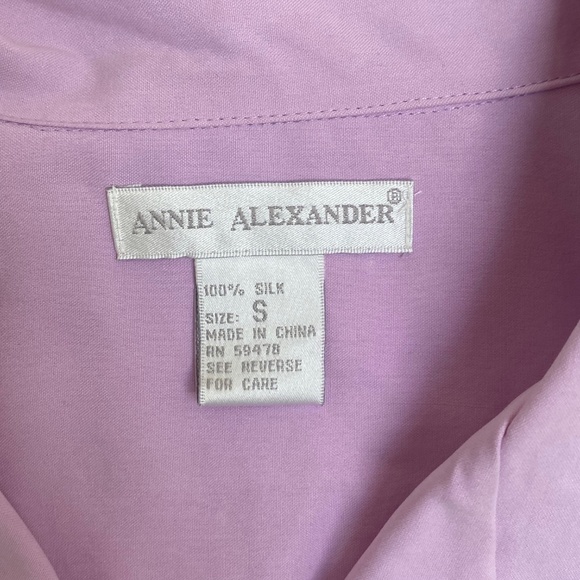 ANNIE ALEXANDER®
100% SILK
SIZE: S
MADE IN CHINA
RN 59478
SEE REVERSE
FOR CARE